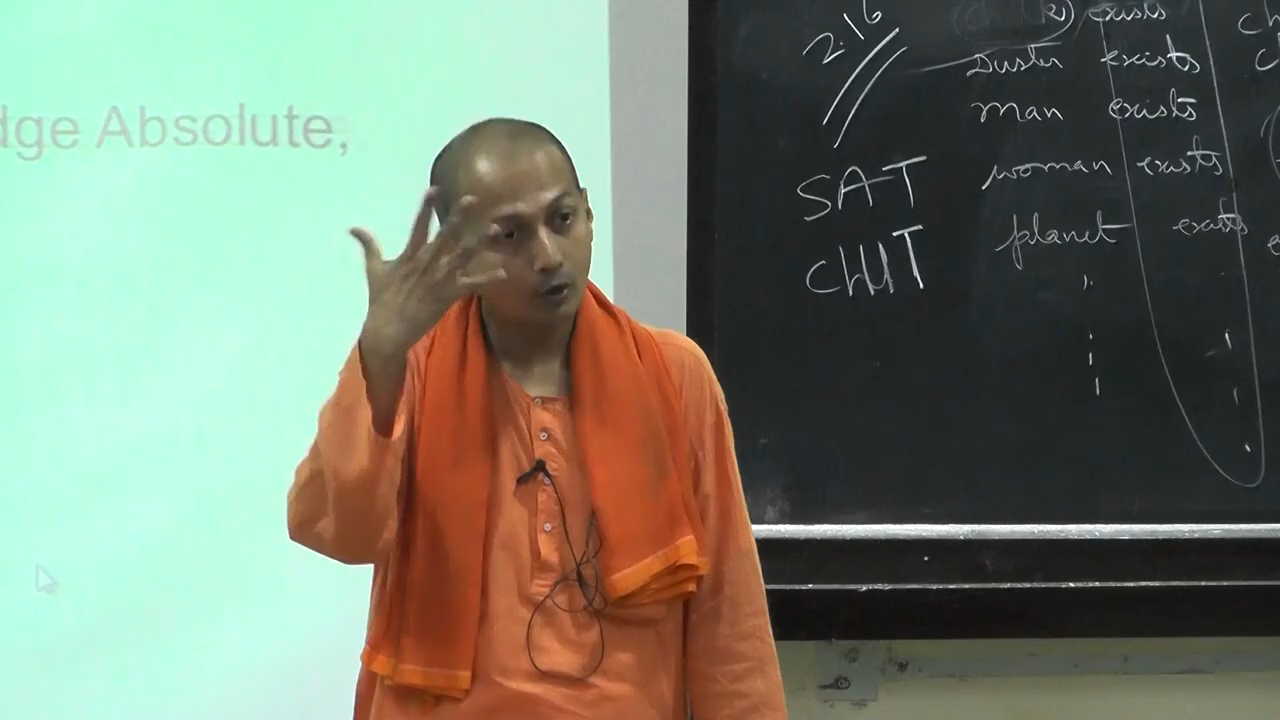 dge Absolute,
2.16
exists
duster exists
man exists
woman exists
planet exists
SAT
CHIT